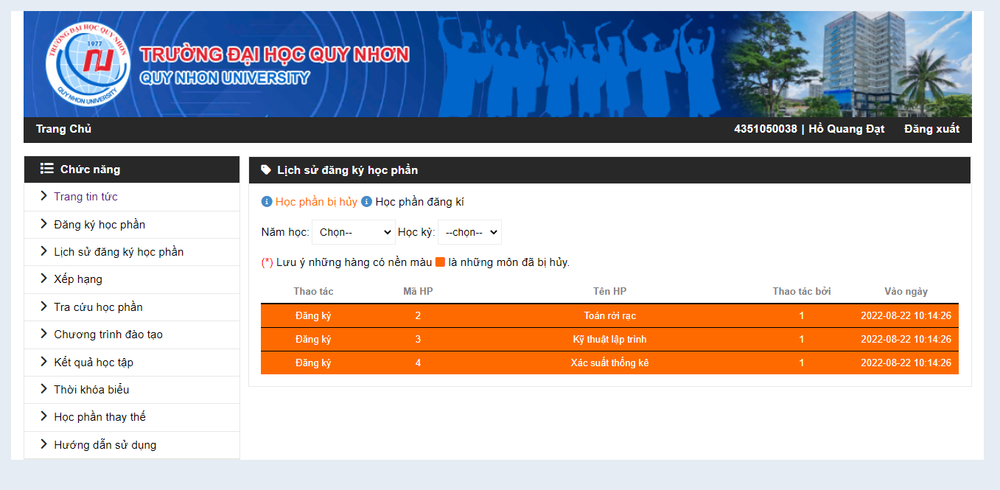 TRƯỜNG ĐẠI HỌC QUY NHƠN
1977
QUY NHON UNIVERSITY
TRƯỜNG ĐẠI HỌC QUY NHƠN
QUY NHON UNIVERSITY
Trang Chủ 4351050038 | Hồ Quang Đạt Đăng xuất
Chức năng
Trang tin tức
Đăng ký học phần
Lịch sử đăng ký học phần
Xếp hạng
Tra cứu học phần
Chương trình đào tạo
Kết quả học tập
Thời khóa biểu
Học phần thay thế
Hướng dẫn sử dụng
Lịch sử đăng ký học phần
Học phần bị hủy Học phần đăng kí
Năm học: Chọn-- Học kỳ: --chọn--
(*) Lưu ý những hàng có nền màu là những môn đã bị hủy.
Thao tác Mã HP Tên HP Thao tác bởi Vào ngày
Đăng ký 2 Toán rời rạc 1 2022-08-22 10:14:26
Đăng ký 3 Kỹ thuật lập trình 1 2022-08-22 10:14:26
Đăng ký 4 Xác suất thống kê 1 2022-08-22 10:14:26